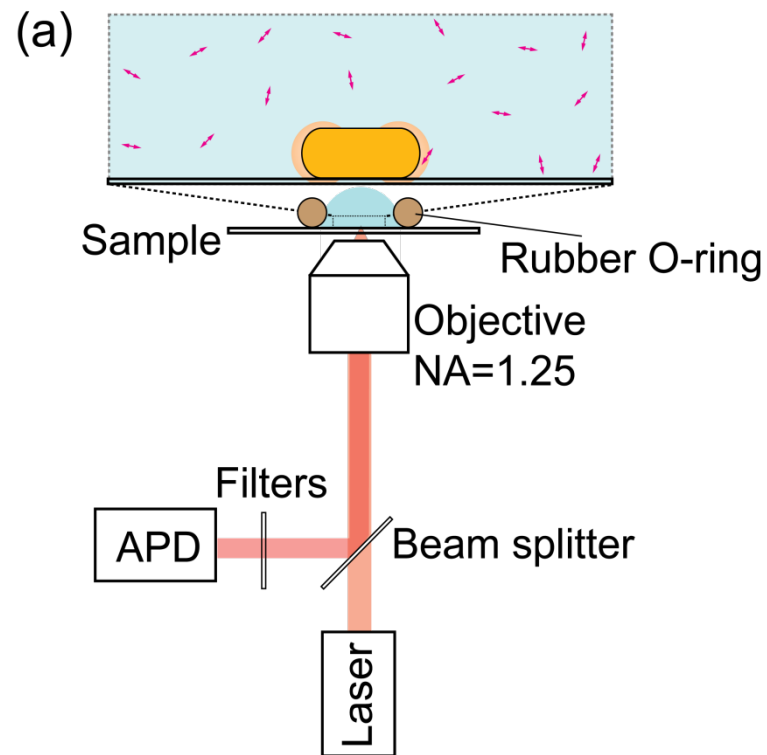 (a)
Sample
Rubber O-ring
Objective
NA=1.25
Filters
APD
Beam splitter
Laser